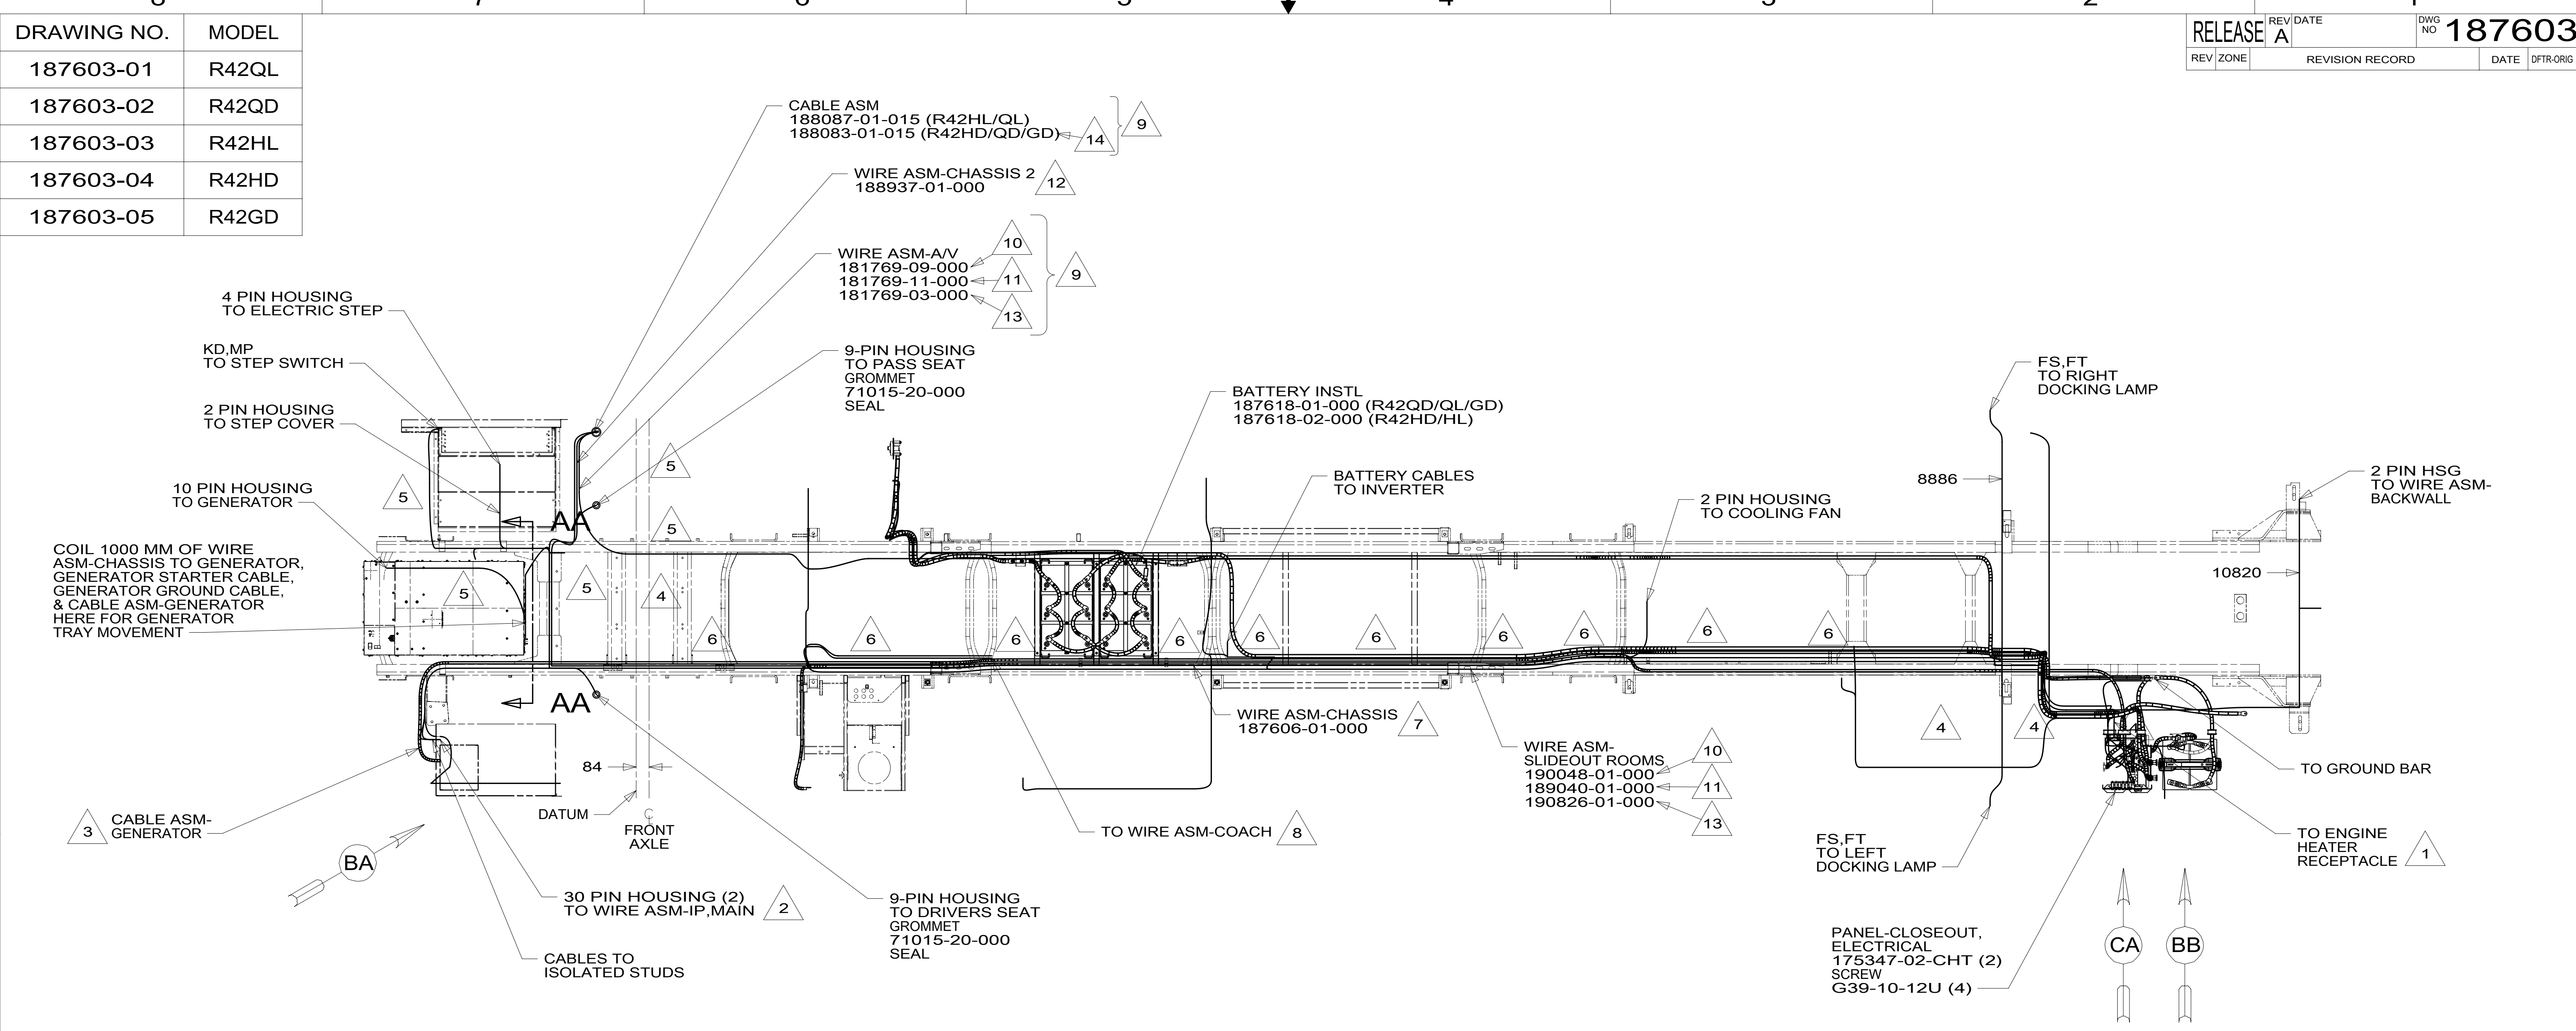 DRAWING NO. MODEL
187603-01 R42QL
187603-02 R42QD
187603-03 R42HL
187603-04 R42HD
187603-05 R42GD
RELEASE REV A DATE DWG NO 187603
REV ZONE REVISION RECORD DATE DFTR-ORIG
CABLE ASM
188087-01-015 (R42HL/QL)
188083-01-015 (R42HD/QD/GD)
14
9
WIRE ASM-CHASSIS 2
188937-01-000
12
WIRE ASM-A/V
181769-09-000
181769-11-000
181769-03-000
10
11
13
9
4 PIN HOUSING
TO ELECTRIC STEP
KD,MP
TO STEP SWITCH
2 PIN HOUSING
TO STEP COVER
10 PIN HOUSING
TO GENERATOR
COIL 1000 MM OF WIRE
ASM-CHASSIS TO GENERATOR,
GENERATOR STARTER CABLE,
GENERATOR GROUND CABLE,
& CABLE ASM-GENERATOR
HERE FOR GENERATOR
TRAY MOVEMENT
9-PIN HOUSING
TO PASS SEAT
GROMMET
71015-20-000
SEAL
BATTERY INSTL
187618-01-000 (R42QD/QL/GD)
187618-02-000 (R42HD/HL)
BATTERY CABLES
TO INVERTER
2 PIN HOUSING
TO COOLING FAN
FS,FT
TO RIGHT
DOCKING LAMP
8886
2 PIN HSG
TO WIRE ASM-
BACKWALL
10820
5
5
5
5
5
4
6
6
6
6
6
6
6
6
6
6
4
4
AA
AA
84
DATUM
CL
FRONT
AXLE
3
CABLE ASM-
GENERATOR
BA
30 PIN HOUSING (2)
TO WIRE ASM-IP,MAIN
2
CABLES TO
ISOLATED STUDS
9-PIN HOUSING
TO DRIVERS SEAT
GROMMET
71015-20-000
SEAL
TO WIRE ASM-COACH
8
WIRE ASM-CHASSIS
187606-01-000
7
WIRE ASM-
SLIDEOUT ROOMS
190048-01-000
189040-01-000
190826-01-000
10
11
13
FS,FT
TO LEFT
DOCKING LAMP
TO GROUND BAR
TO ENGINE
HEATER
RECEPTACLE
1
PANEL-CLOSEOUT,
ELECTRICAL
175347-02-CHT (2)
SCREW
G39-10-12U (4)
CA
BB